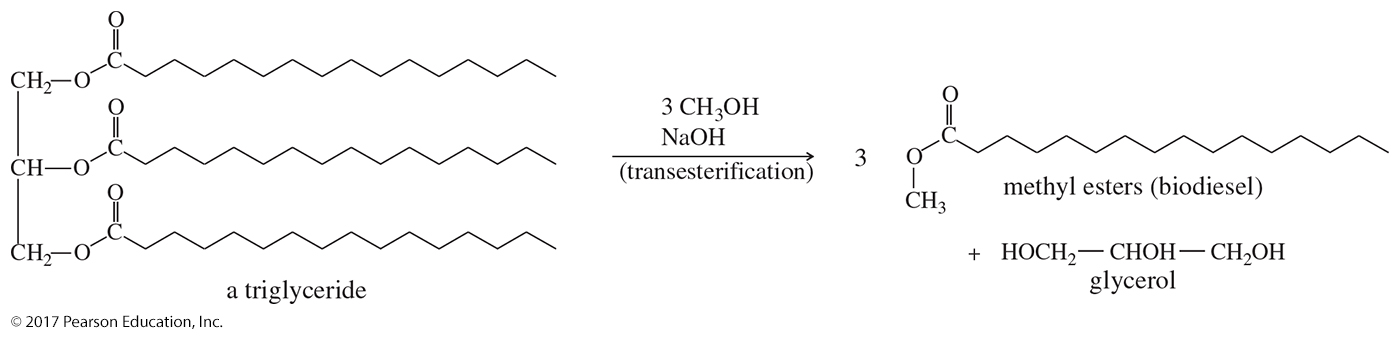 O
C
CH₂—O
O
C
CH—O
O
C
CH₂—O
a triglyceride
3 CH₃OH
NaOH
(transesterification)
3
O
C
O
CH₃
methyl esters (biodiesel)
+ HOCH₂— CHOH — CH₂OH
glycerol
© 2017 Pearson Education, Inc.